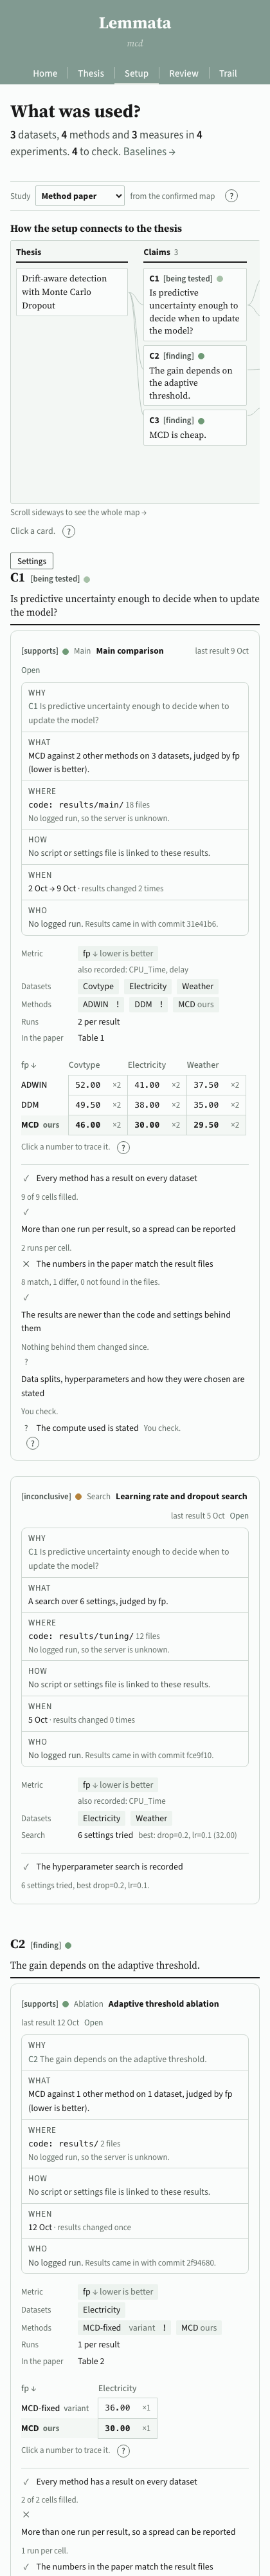 Lemmata
mcd
Home Thesis Setup Review Trail
What was used?
3 datasets, 4 methods and 3 measures in 4
experiments. 4 to check. Baselines →
Study Method paper from the confirmed map ?
How the setup connects to the thesis
Thesis
Drift-aware detection
with Monte Carlo
Dropout
Claims 3
C1 [being tested]
Is predictive
uncertainty enough to
decide when to update
the model?
C2 [finding]
The gain depends on
the adaptive
threshold.
C3 [finding]
MCD is cheap.
Scroll sideways to see the whole map →
Click a card. ?
Settings
C1 [being tested]
Is predictive uncertainty enough to decide when to update
the model?
[supports] Main Main comparison last result 9 Oct
Open
WHY
C1 Is predictive uncertainty enough to decide when to
update the model?
WHAT
MCD against 2 other methods on 3 datasets, judged by fp
(lower is better).
WHERE
code: results/main/ 18 files
No logged run, so the server is unknown.
HOW
No script or settings file is linked to these results.
WHEN
2 Oct → 9 Oct · results changed 2 times
WHO
No logged run. Results came in with commit 31e41b6.
Metric fp ↓ lower is better
also recorded: CPU_Time, delay
Datasets Covtype Electricity Weather
Methods ADWIN ! DDM ! MCD ours
Runs 2 per result
In the paper Table 1
fp ↓ Covtype Electricity Weather
ADWIN 52.00 ×2 41.00 ×2 37.50 ×2
DDM 49.50 ×2 38.00 ×2 35.00 ×2
MCD ours 46.00 ×2 30.00 ×2 29.50 ×2
Click a number to trace it. ?
✓ Every method has a result on every dataset
9 of 9 cells filled.
✓
More than one run per result, so a spread can be reported
2 runs per cell.
✕ The numbers in the paper match the result files
8 match, 1 differ, 0 not found in the files.
✓
The results are newer than the code and settings behind
them
Nothing behind them changed since.
?
Data splits, hyperparameters and how they were chosen are
stated
You check.
? The compute used is stated You check.
?
[inconclusive] Search Learning rate and dropout search
last result 5 Oct Open
WHY
C1 Is predictive uncertainty enough to decide when to
update the model?
WHAT
A search over 6 settings, judged by fp.
WHERE
code: results/tuning/ 12 files
No logged run, so the server is unknown.
HOW
No script or settings file is linked to these results.
WHEN
5 Oct · results changed 0 times
WHO
No logged run. Results came in with commit fce9f10.
Metric fp ↓ lower is better
also recorded: CPU_Time
Datasets Electricity Weather
Search 6 settings tried best: drop=0.2, lr=0.1 (32.00)
✓ The hyperparameter search is recorded
6 settings tried, best drop=0.2, lr=0.1.
C2 [finding]
The gain depends on the adaptive threshold.
[supports] Ablation Adaptive threshold ablation
last result 12 Oct Open
WHY
C2 The gain depends on the adaptive threshold.
WHAT
MCD against 1 other method on 1 dataset, judged by fp
(lower is better).
WHERE
code: results/ 2 files
No logged run, so the server is unknown.
HOW
No script or settings file is linked to these results.
WHEN
12 Oct · results changed once
WHO
No logged run. Results came in with commit 2f94680.
Metric fp ↓ lower is better
Datasets Electricity
Methods MCD-fixed variant ! MCD ours
Runs 1 per result
In the paper Table 2
fp ↓ Electricity
MCD-fixed variant 36.00 ×1
MCD ours 30.00 ×1
Click a number to trace it. ?
✓ Every method has a result on every dataset
2 of 2 cells filled.
✕
More than one run per result, so a spread can be reported
1 run per cell.
✓ The numbers in the paper match the result files